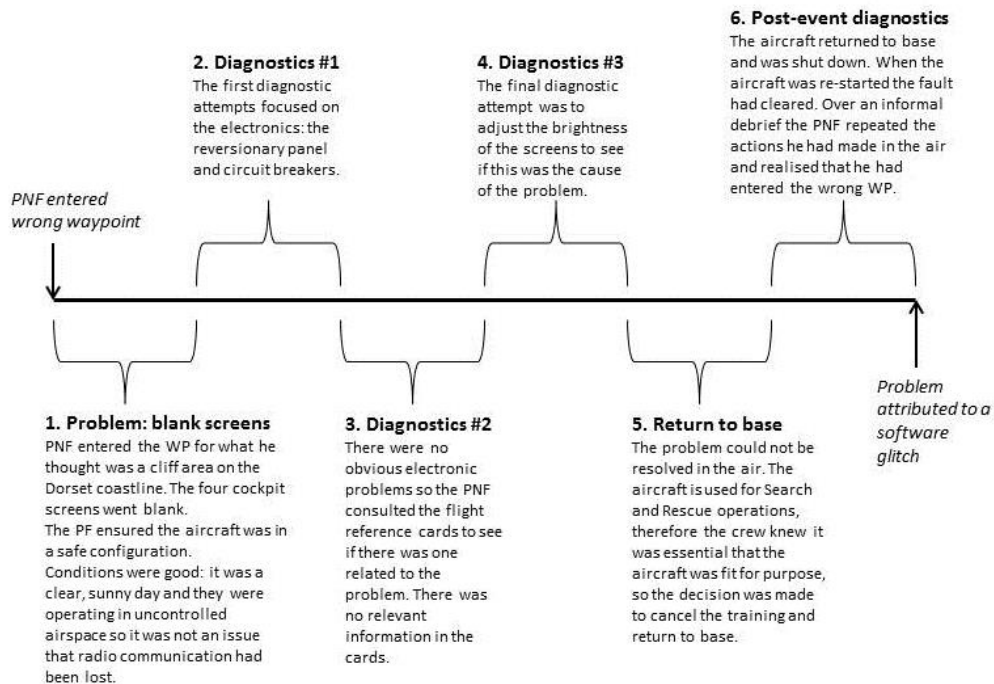 PNF entered
wrong waypoint
1. Problem: blank screens
PNF entered the WP for what he
thought was a cliff area on the
Dorset coastline. The four cockpit
screens went blank.
The PF ensured the aircraft was in
a safe configuration.
Conditions were good: it was a
clear, sunny day and they were
operating in uncontrolled
airspace so it was not an issue
that radio communication had
been lost.
2. Diagnostics #1
The first diagnostic
attempts focused on
the electronics: the
reversionary panel
and circuit breakers.
3. Diagnostics #2
There were no
obvious electronic
problems so the PNF
consulted the flight
reference cards to see
if there was one
related to the
problem. There was
no relevant
information in the
cards.
4. Diagnostics #3
The final diagnostic
attempt was to
adjust the brightness
of the screens to see
if this was the cause
of the problem.
5. Return to base
The problem could not be
resolved in the air. The
aircraft is used for Search
and Rescue operations,
therefore the crew knew it
was essential that the
aircraft was fit for purpose,
so the decision was made
to cancel the training and
return to base.
6. Post-event diagnostics
The aircraft returned to base
and was shut down. When the
aircraft was re-started the fault
had cleared. Over an informal
debrief the PNF repeated the
actions he had made in the air
and realised that he had
entered the wrong WP.
Problem
attributed to a
software
glitch